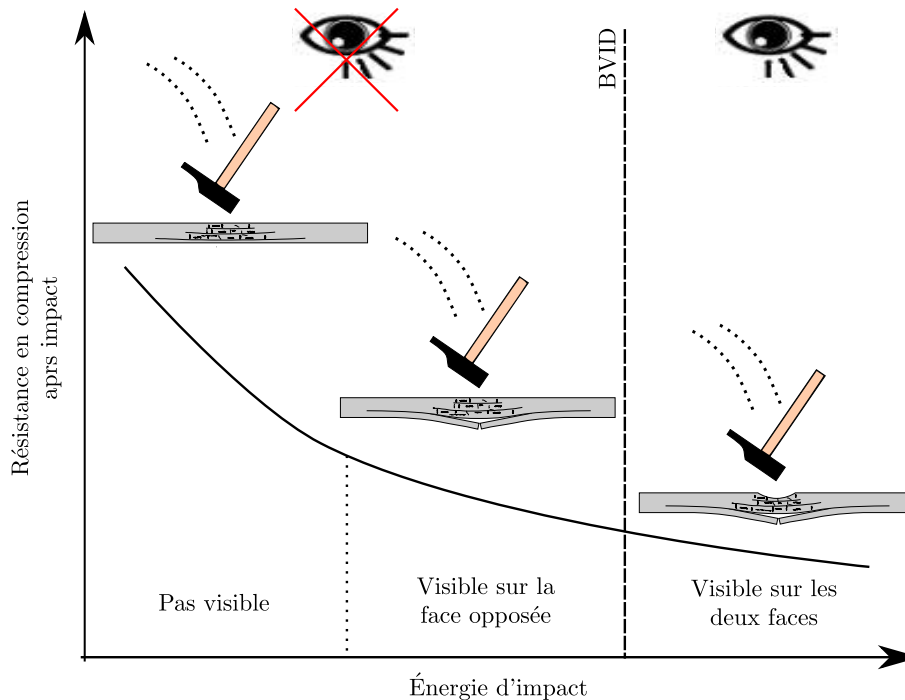 BVID
Résistance en compression
aprs impact
Pas visible
Visible sur la
face opposée
Visible sur les
deux faces
Énergie d'impact